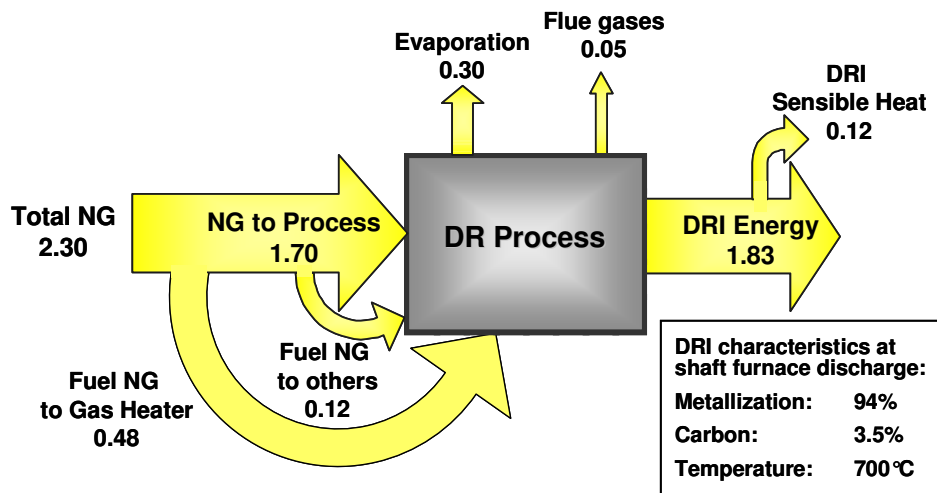 Evaporation
0.30
Flue gases
0.05
DRI
Sensible Heat
0.12
Total NG
2.30
NG to Process
1.70
DR Process
DRI Energy
1.83
Fuel NG
to others
0.12
Fuel NG
to Gas Heater
0.48
DRI characteristics at
shaft furnace discharge:
Metallization: 94%
Carbon: 3.5%
Temperature: 700°C